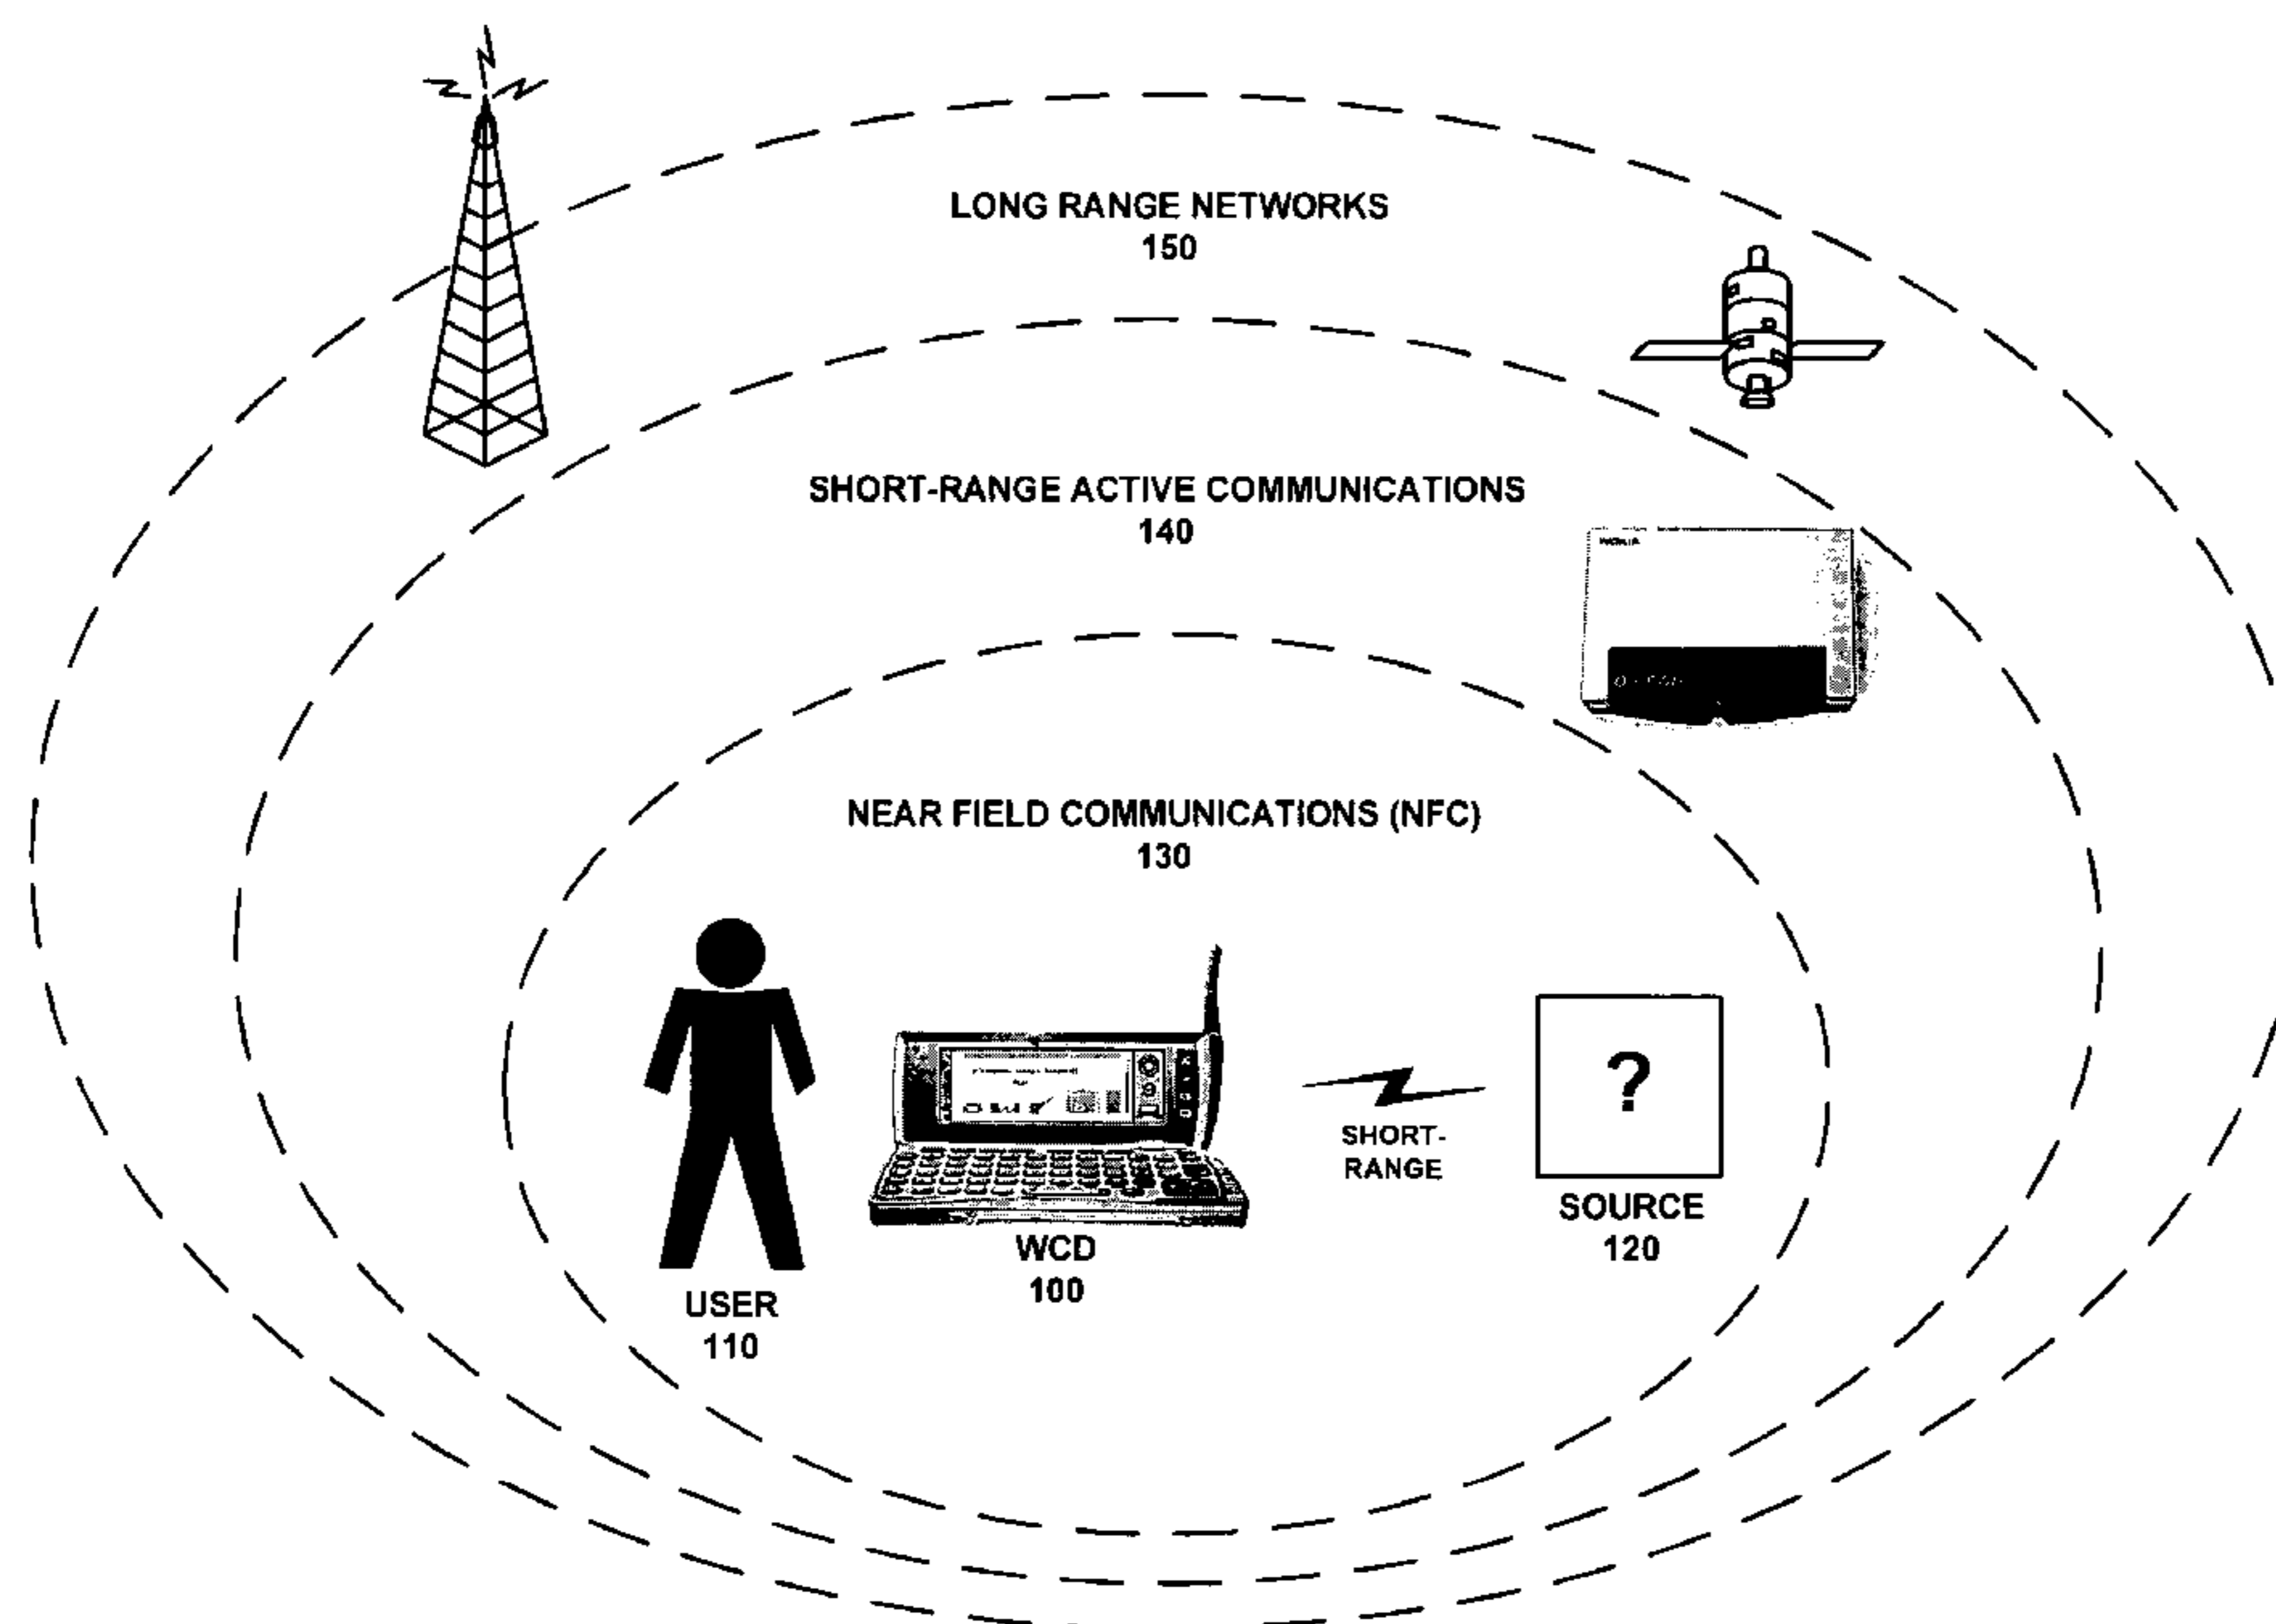 LONG RANGE NETWORKS
150
SHORT-RANGE ACTIVE COMMUNICATIONS
140
NOKIA
NEAR FIELD COMMUNICATIONS (NFC)
130
?
SHORT-
RANGE
SOURCE
120
WCD
100
USER
110